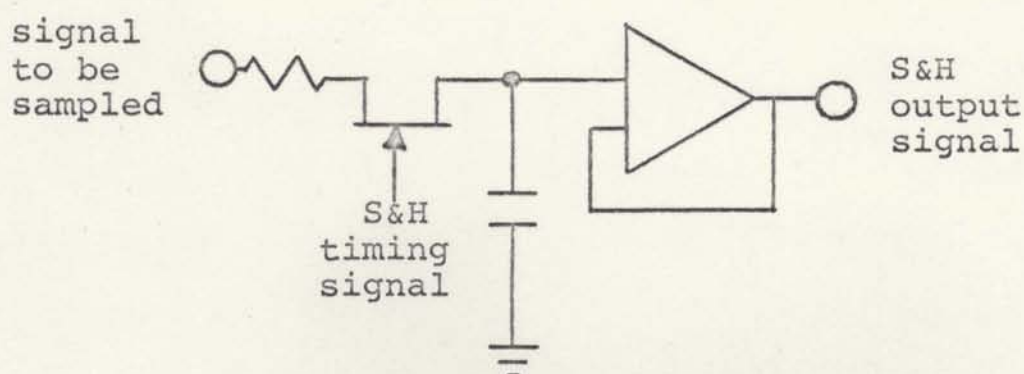 signal
to be
sampled
S&H
timing
signal
S&H
output
signal